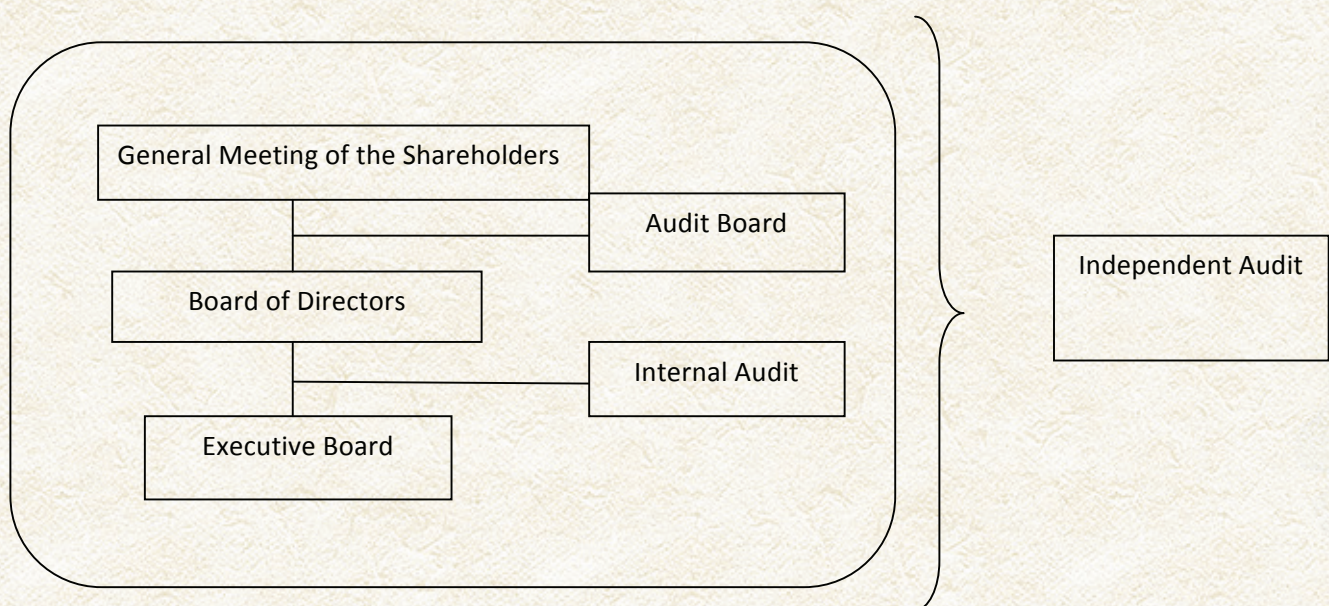 General Meeting of the Shareholders
Audit Board
Independent Audit
Board of Directors
Internal Audit
Executive Board